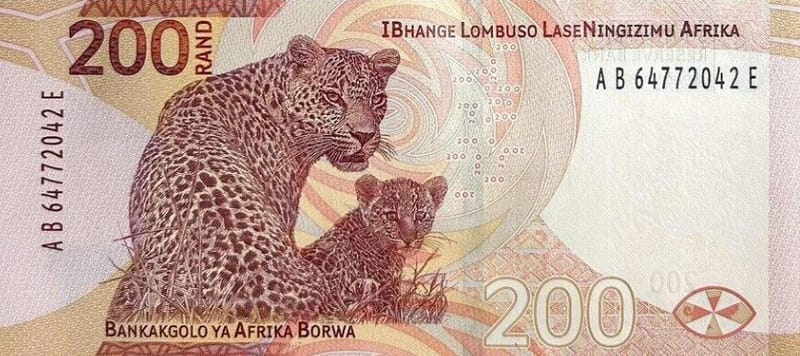 200
RAND
IBHANGE LOMBUSO LASENINGIZIMU AFRIKA
A B 64772042 E
A B 64772042 E
BANKAKGOLO YA AFRIKA BORWA
200